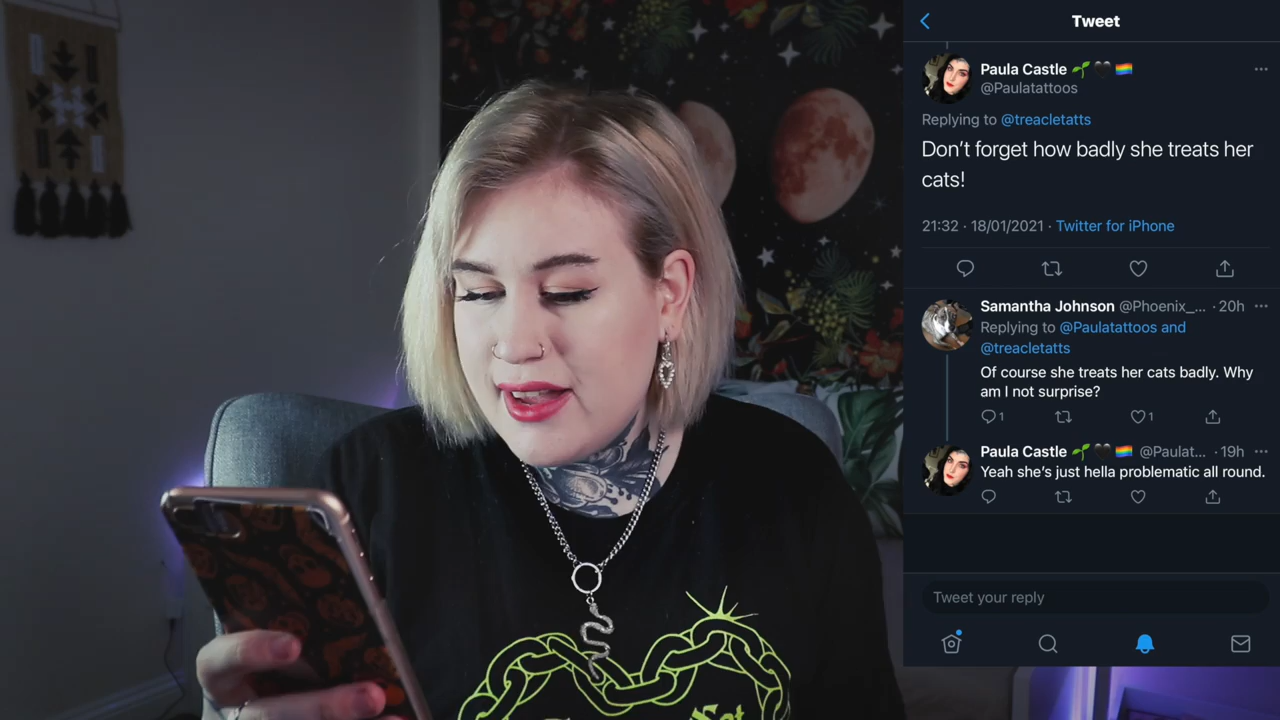 Tweet
Paula Castle 🌱🖤🏳️‍🌈
@Paulatattoos
Replying to @treacletatts
Don't forget how badly she treats her
cats!
21:32 · 18/01/2021 · Twitter for iPhone
Samantha Johnson @Phoenix_... · 20h
Replying to @Paulatattoos and
@treacletatts
Of course she treats her cats badly. Why
am I not surprise?
1
1
Paula Castle 🌱🖤🏳️‍🌈 @Paulat... · 19h
Yeah she's just hella problematic all round.
Tweet your reply